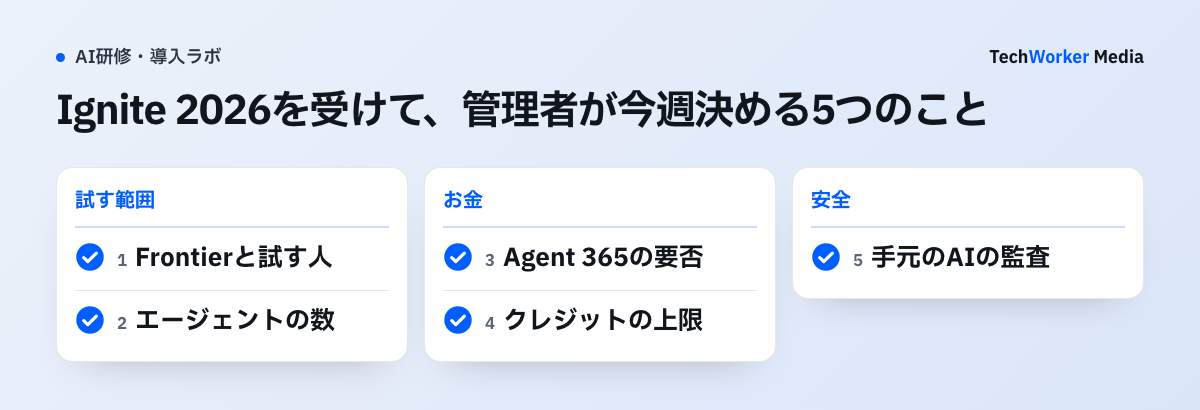 AI研修・導入ラボ
TechWorker Media
Ignite 2026を受けて、管理者が今週決める5つのこと
試す範囲
1 Frontierと試す人
2 エージェントの数
お金
3 Agent 365の要否
4 クレジットの上限
安全
5 手元のAIの監査